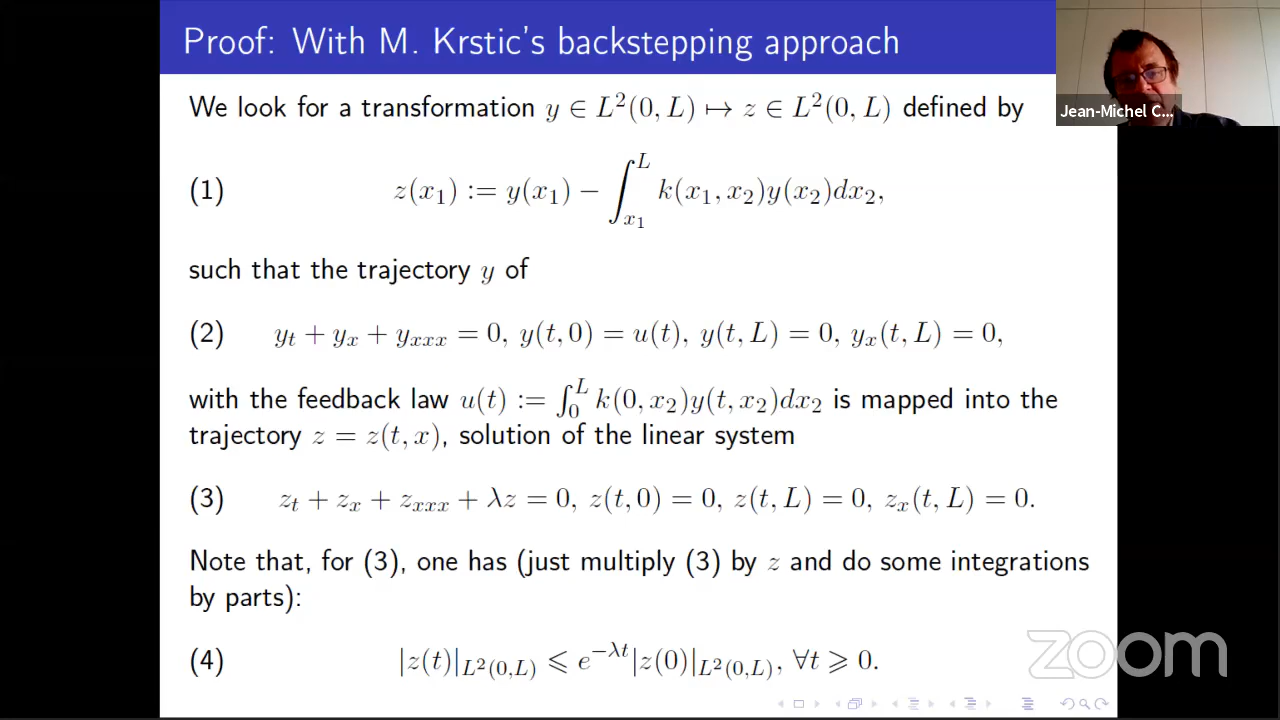 Proof: With M. Krstic's backstepping approach
Jean-Michel C...
We look for a transformation y ∈ L²(0, L) ↦ z ∈ L²(0, L) defined by
(1) z(x₁) := y(x₁) − ∫_{x₁}^{L} k(x₁, x₂)y(x₂)dx₂,
such that the trajectory y of
(2) y_t + y_x + y_{xxx} = 0, y(t, 0) = u(t), y(t, L) = 0, y_x(t, L) = 0,
with the feedback law u(t) := ∫_0^L k(0, x₂)y(t, x₂)dx₂ is mapped into the
trajectory z = z(t, x), solution of the linear system
(3) z_t + z_x + z_{xxx} + λz = 0, z(t, 0) = 0, z(t, L) = 0, z_x(t, L) = 0.
Note that, for (3), one has (just multiply (3) by z and do some integrations
by parts):
(4) |z(t)|_{L²(0,L)} ⩽ e^{−λt}|z(0)|_{L²(0,L)}, ∀t ⩾ 0.
zoom